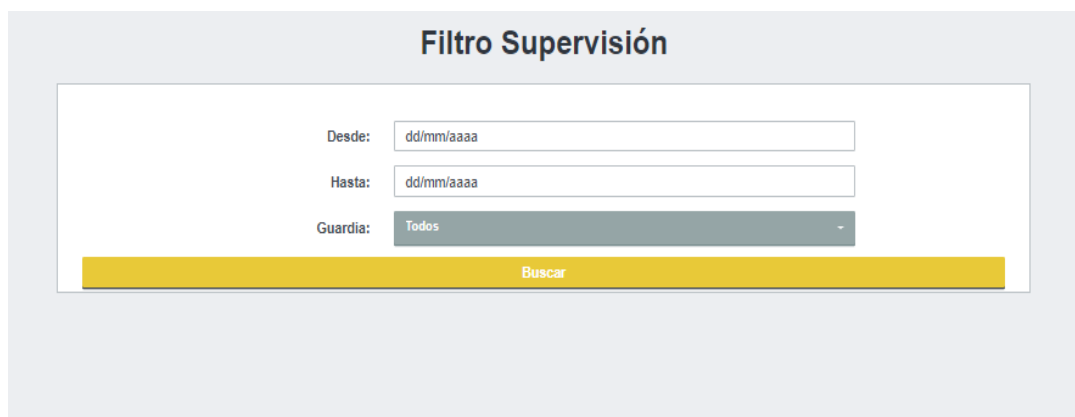 Filtro Supervisión
Desde: dd/mm/aaaa
Hasta: dd/mm/aaaa
Guardia: Todos
Buscar